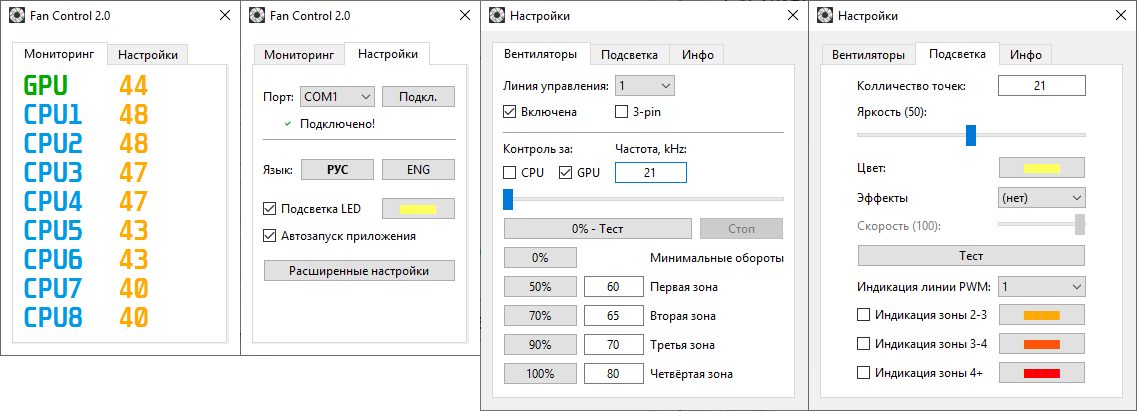 Fan Control 2.0
Мониторинг
Настройки
GPU 44
CPU1 48
CPU2 48
CPU3 47
CPU4 47
CPU5 43
CPU6 43
CPU7 40
CPU8 40
Fan Control 2.0
Мониторинг
Настройки
Порт: COM1 Подкл.
Подключено!
Язык: РУС ENG
Подсветка LED
Автозапуск приложения
Расширенные настройки
Настройки
Вентиляторы
Подсветка
Инфо
Линия управления: 1
Включена
3-pin
Контроль за:
Частота, kHz:
CPU
GPU
21
0% - Тест
Стоп
0% Минимальные обороты
50% 60 Первая зона
70% 65 Вторая зона
90% 70 Третья зона
100% 80 Четвёртая зона
Настройки
Вентиляторы
Подсветка
Инфо
Колличество точек: 21
Яркость (50):
Цвет:
Эффекты (нет)
Скорость (100):
Тест
Индикация линии PWM: 1
Индикация зоны 2-3
Индикация зоны 3-4
Индикация зоны 4+